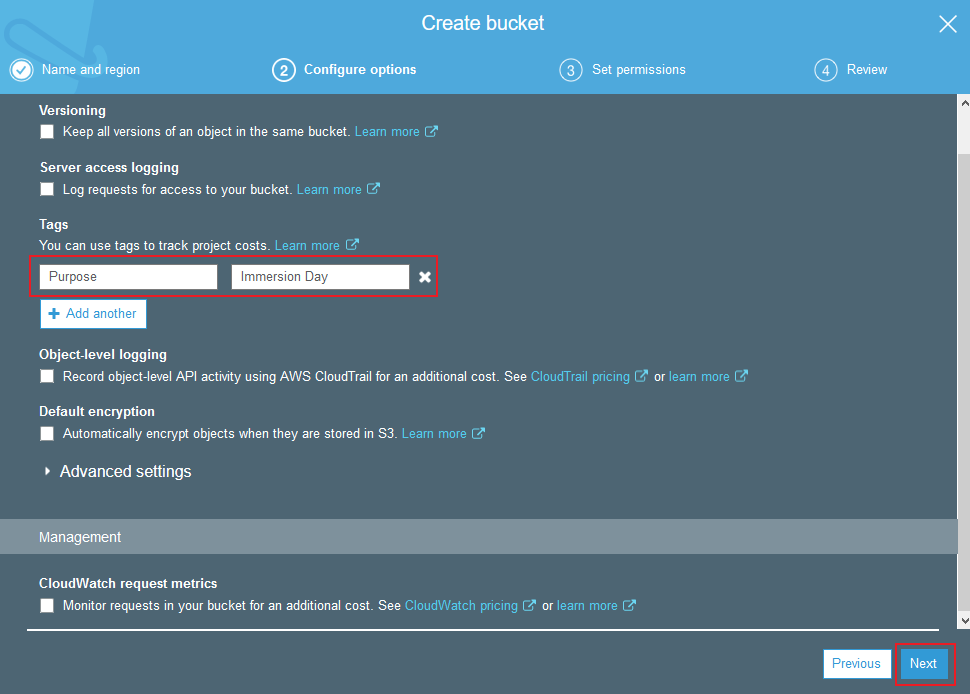 Create bucket
Name and region
2 Configure options
3 Set permissions
4 Review
Versioning
Keep all versions of an object in the same bucket. Learn more
Server access logging
Log requests for access to your bucket. Learn more
Tags
You can use tags to track project costs. Learn more
Purpose Immersion Day
Add another
Object-level logging
Record object-level API activity using AWS CloudTrail for an additional cost. See CloudTrail pricing or learn more
Default encryption
Automatically encrypt objects when they are stored in S3. Learn more
Advanced settings
Management
CloudWatch request metrics
Monitor requests in your bucket for an additional cost. See CloudWatch pricing or learn more
Previous Next